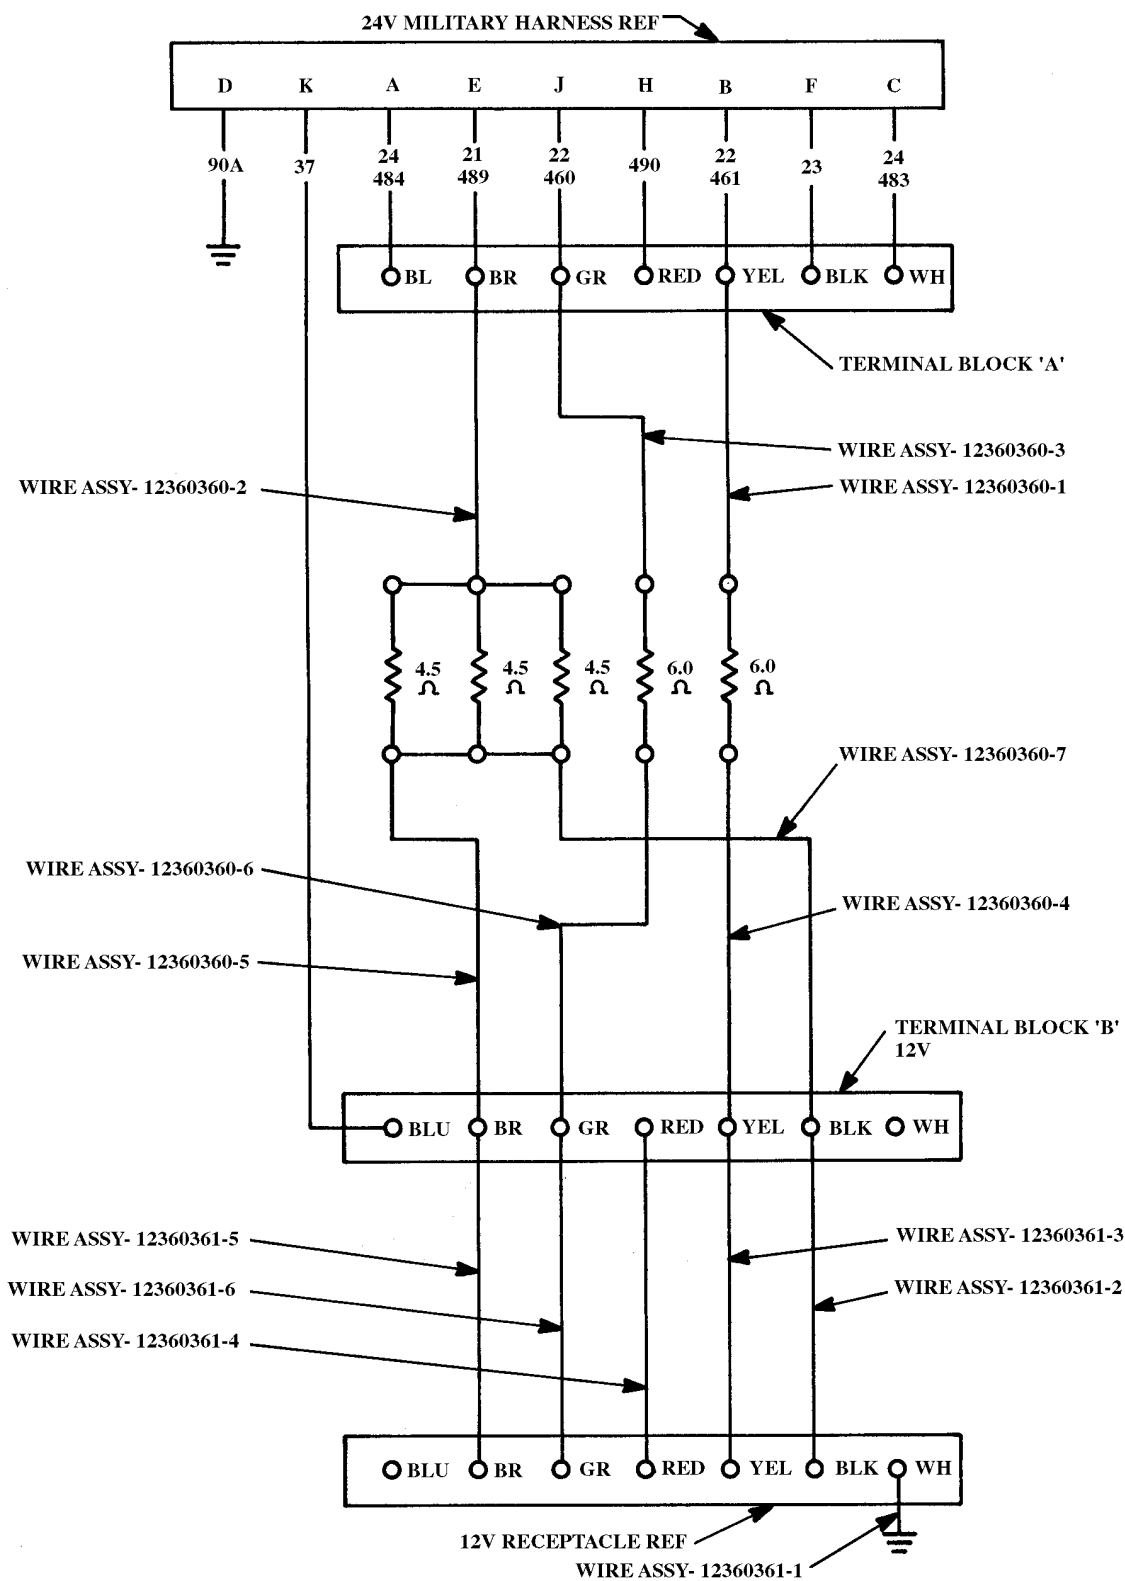 24V MILITARY HARNESS REF
D K A E J H B F C
90A 37 24 21 22 490 22 23 24
484 489 460 461 483
BL BR GR RED YEL BLK WH
TERMINAL BLOCK 'A'
WIRE ASSY- 12360360-3
WIRE ASSY- 12360360-2
WIRE ASSY- 12360360-1
4.5 4.5 4.5 6.0 6.0
Ω Ω Ω Ω Ω
WIRE ASSY- 12360360-7
WIRE ASSY- 12360360-6
WIRE ASSY- 12360360-4
WIRE ASSY- 12360360-5
TERMINAL BLOCK 'B'
12V
BLU BR GR RED YEL BLK WH
WIRE ASSY- 12360361-5
WIRE ASSY- 12360361-3
WIRE ASSY- 12360361-6
WIRE ASSY- 12360361-2
WIRE ASSY- 12360361-4
BLU BR GR RED YEL BLK WH
12V RECEPTACLE REF
WIRE ASSY- 12360361-1